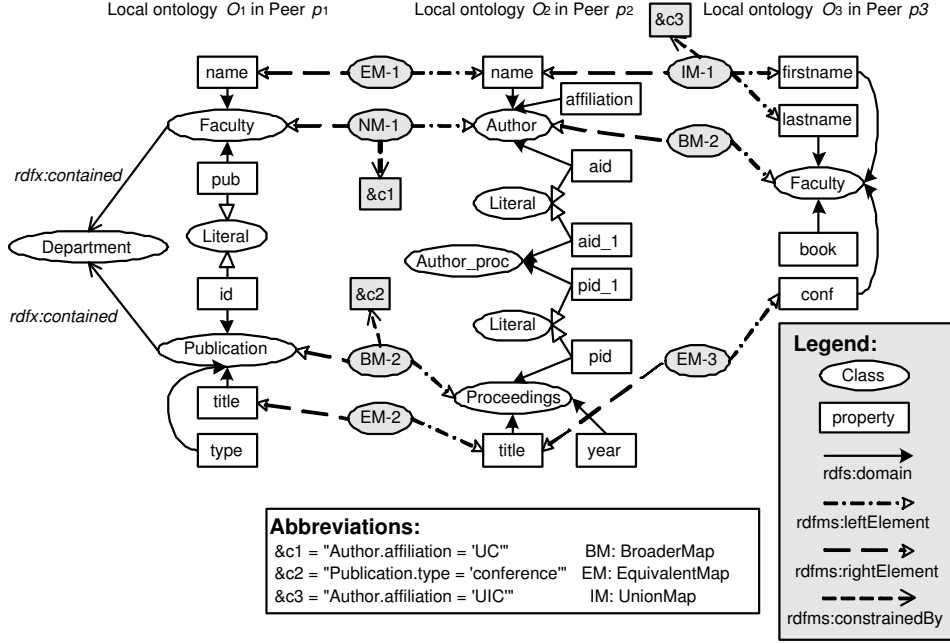 Local ontology O1 in Peer p1
Local ontology O2 in Peer p2
Local ontology O3 in Peer p3
&c3
name
EM-1
name
IM-1
firstname
affiliation
Faculty
NM-1
Author
lastname
BM-2
rdfx:contained
pub
&c1
aid
Faculty
Literal
Department
Literal
aid_1
book
Author_proc
id
&c2
pid_1
conf
rdfx:contained
Literal
Publication
BM-2
pid
EM-3
title
Proceedings
EM-2
type
title
year
Legend:
Class
property
rdfs:domain
rdfms:leftElement
rdfms:rightElement
rdfms:constrainedBy
Abbreviations:
&c1 = "Author.affiliation = 'UC'" BM: BroaderMap
&c2 = "Publication.type = 'conference'" EM: EquivalentMap
&c3 = "Author.affiliation = 'UIC'" IM: UnionMap